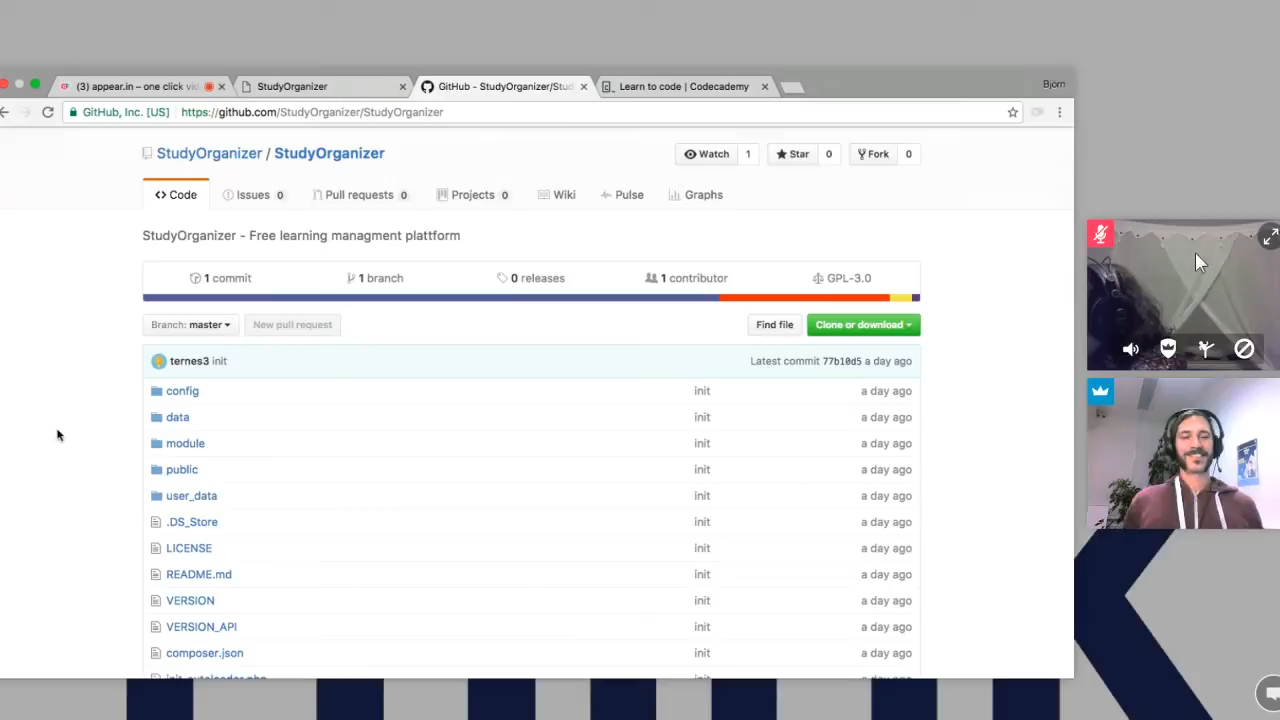 (3) appear.in – one click vi
StudyOrganizer
GitHub - StudyOrganizer/Stud
Learn to code | Codecademy
Bjorn
GitHub, Inc. [US]
https://github.com/StudyOrganizer/StudyOrganizer
StudyOrganizer / StudyOrganizer
Watch 1
Star 0
Fork 0
Code
Issues 0
Pull requests 0
Projects 0
Wiki
Pulse
Graphs
StudyOrganizer - Free learning managment plattform
1 commit
1 branch
0 releases
1 contributor
GPL-3.0
Branch: master
New pull request
Find file
Clone or download
ternes3 init
Latest commit 77b10d5 a day ago
config init a day ago
data init a day ago
module init a day ago
public init a day ago
user_data init a day ago
.DS_Store init a day ago
LICENSE init a day ago
README.md init a day ago
VERSION init a day ago
VERSION_API init a day ago
composer.json init a day ago